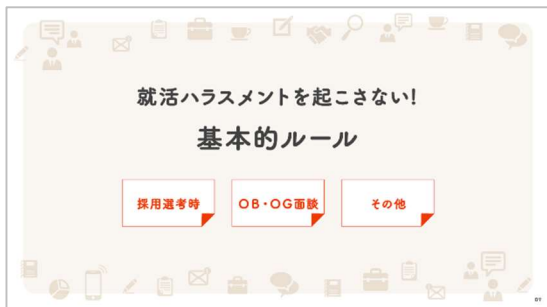 就活ハラスメントを起こさない!
基本的ルール
採用選考時
OB・OG面談
その他
01